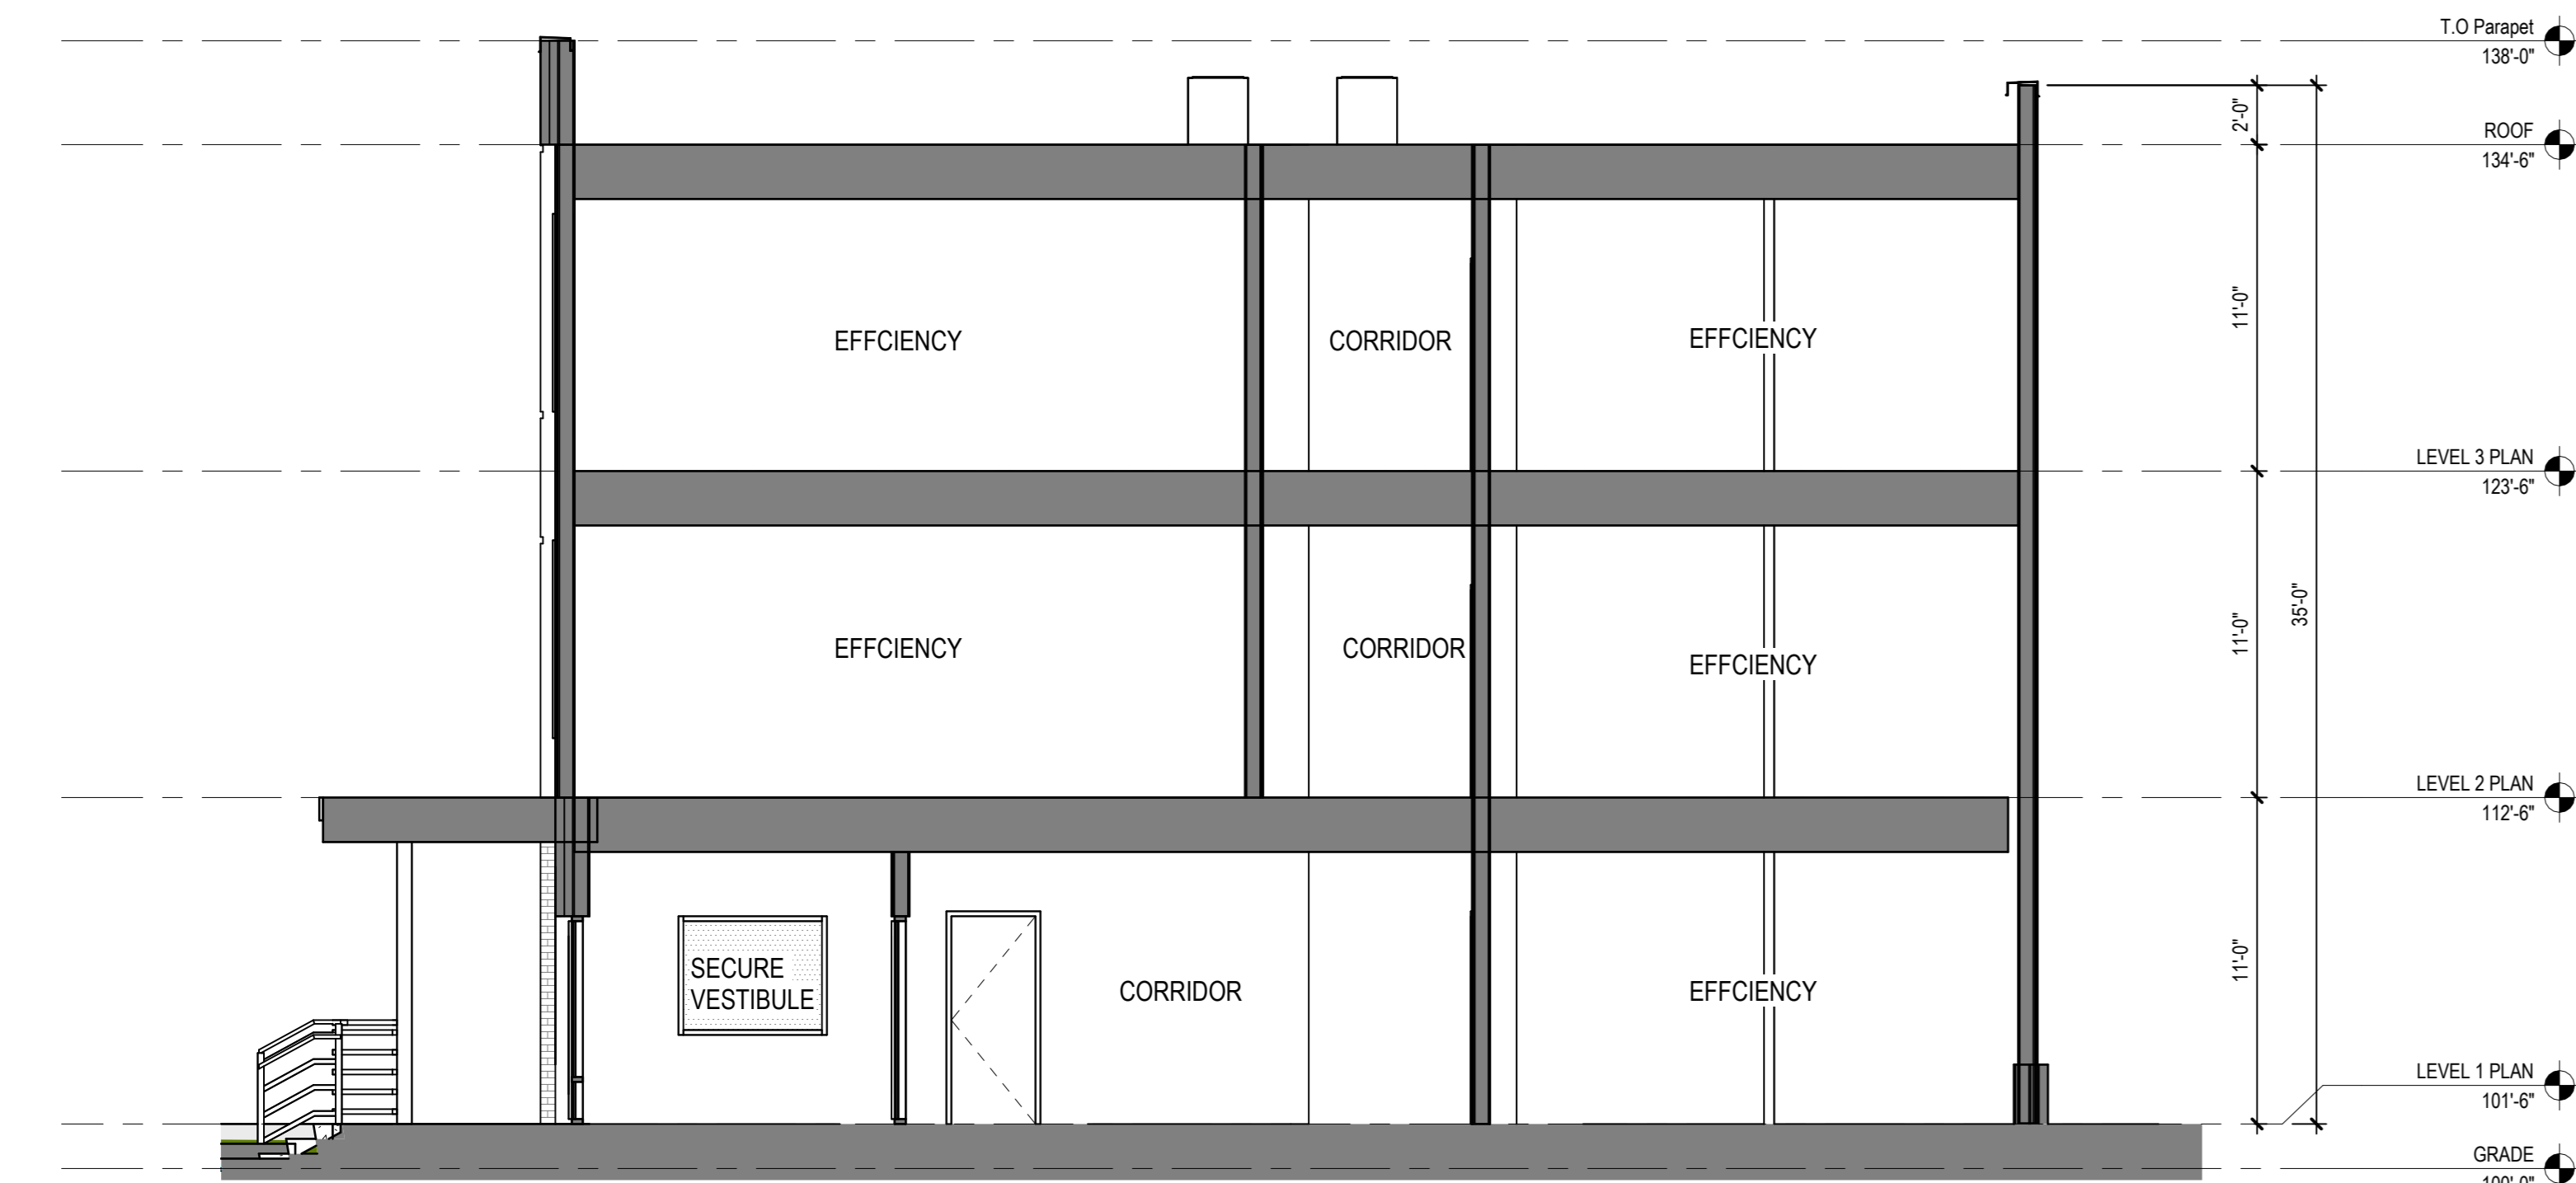 T.O Parapet
138'-0"
2'-0"
ROOF
134'-6"
EFFCIENCY
CORRIDOR
EFFCIENCY
11'-0"
LEVEL 3 PLAN
123'-6"
EFFCIENCY
CORRIDOR
EFFCIENCY
11'-0"
35'-0"
LEVEL 2 PLAN
112'-6"
SECURE
VESTIBULE
CORRIDOR
EFFCIENCY
11'-0"
LEVEL 1 PLAN
101'-6"
GRADE
100'-0"